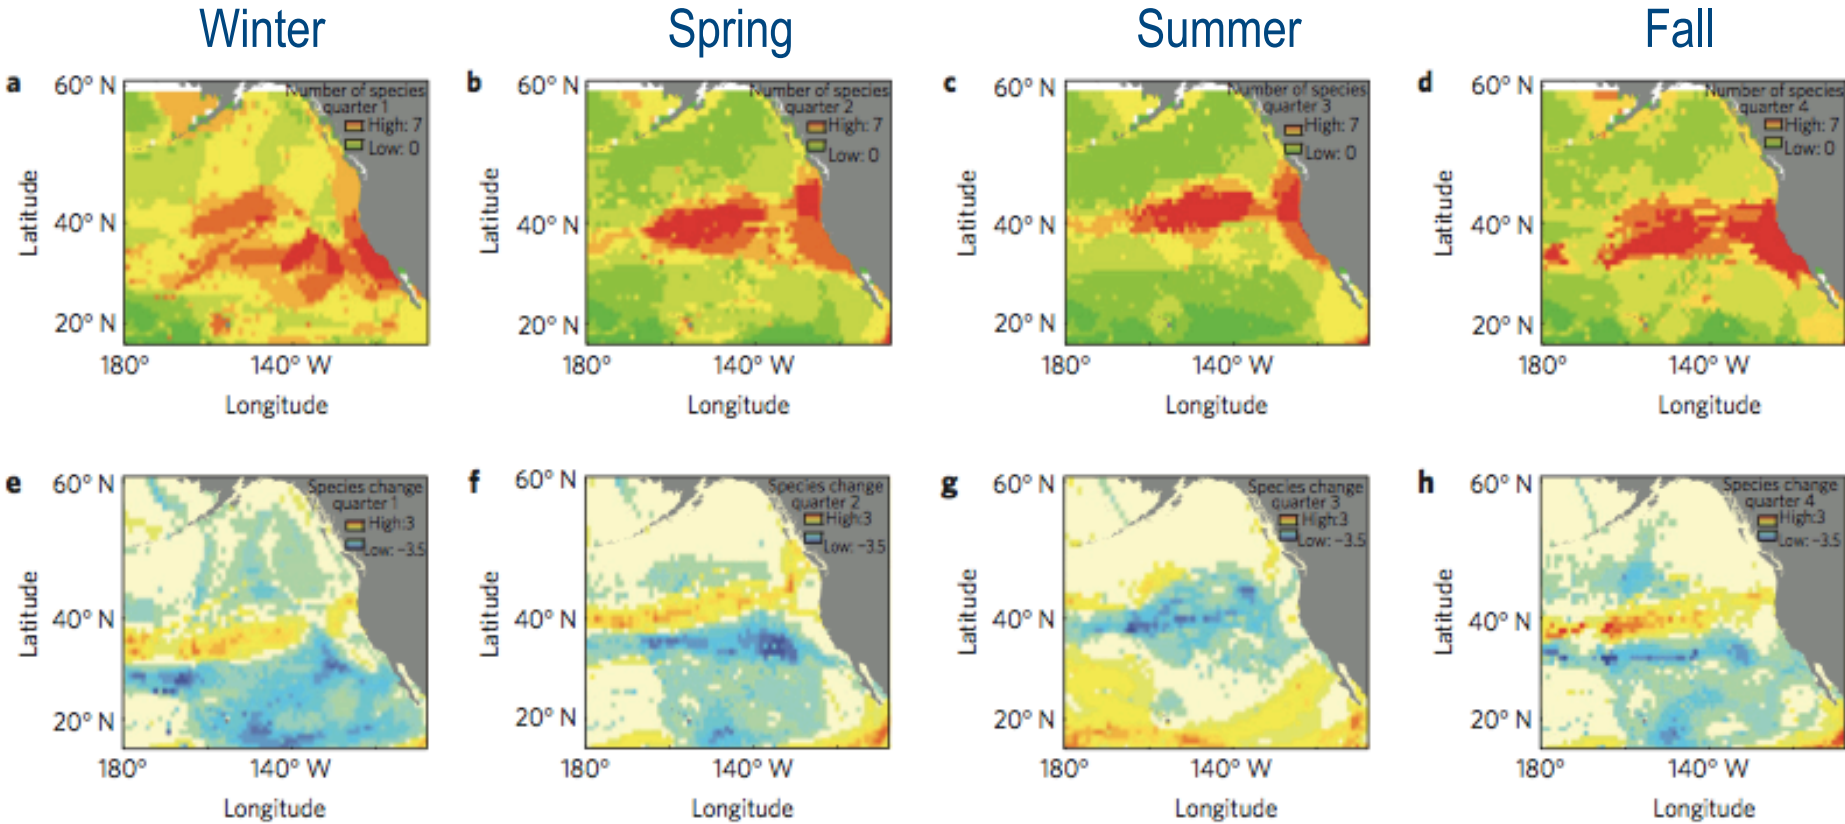 Winter
Spring
Summer
Fall
a
60° N
40° N
20° N
180°
140° W
Latitude
Longitude
Number of species
quarter 1
High: 7
Low: 0
b
60° N
40° N
20° N
180°
140° W
Latitude
Longitude
Number of species
quarter 2
High: 7
Low: 0
c
60° N
40° N
20° N
180°
140° W
Latitude
Longitude
Number of species
quarter 3
High: 7
Low: 0
d
60° N
40° N
20° N
180°
140° W
Latitude
Longitude
Number of species
quarter 4
High: 7
Low: 0
e
60° N
40° N
20° N
180°
140° W
Latitude
Longitude
Species change
quarter 1
High:3
Low: −3.5
f
60° N
40° N
20° N
180°
140° W
Latitude
Longitude
Species change
quarter 2
High:3
Low: −3.5
g
60° N
40° N
20° N
180°
140° W
Latitude
Longitude
Species change
quarter 3
High:3
Low: −3.5
h
60° N
40° N
20° N
180°
140° W
Latitude
Longitude
Species change
quarter 4
High:3
Low: −3.5